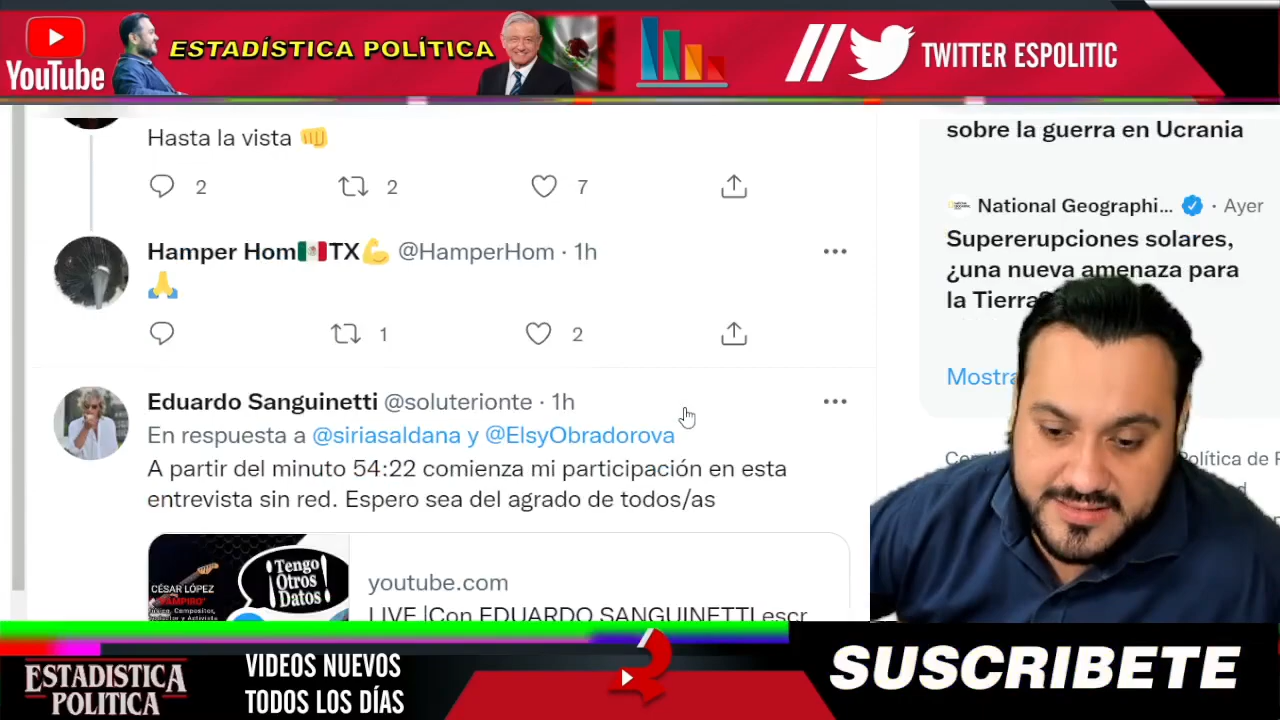 YouTube
ESTADÍSTICA POLÍTICA
TWITTER ESPOLITIC
Hasta la vista 👊
2
2
7
Hamper Hom🇲🇽TX💪 @HamperHom · 1h
🙏
1
2
Eduardo Sanguinetti @soluterionte · 1h
En respuesta a @siriasaldana y @ElsyObradorova
A partir del minuto 54:22 comienza mi participación en esta
entrevista sin red. Espero sea del agrado de todos/as
CÉSAR LÓPEZ
¡Tengo
Otros
Datos!
youtube.com
LIVE |Con EDUARDO SANGUINETTI escr
sobre la guerra en Ucrania
National Geographi... · Ayer
Supererupciones solares,
¿una nueva amenaza para
la Tierra
Mostra
olítica de
ESTADISTICA
POLÍTICA
VIDEOS NUEVOS
TODOS LOS DÍAS
SUSCRIBETE